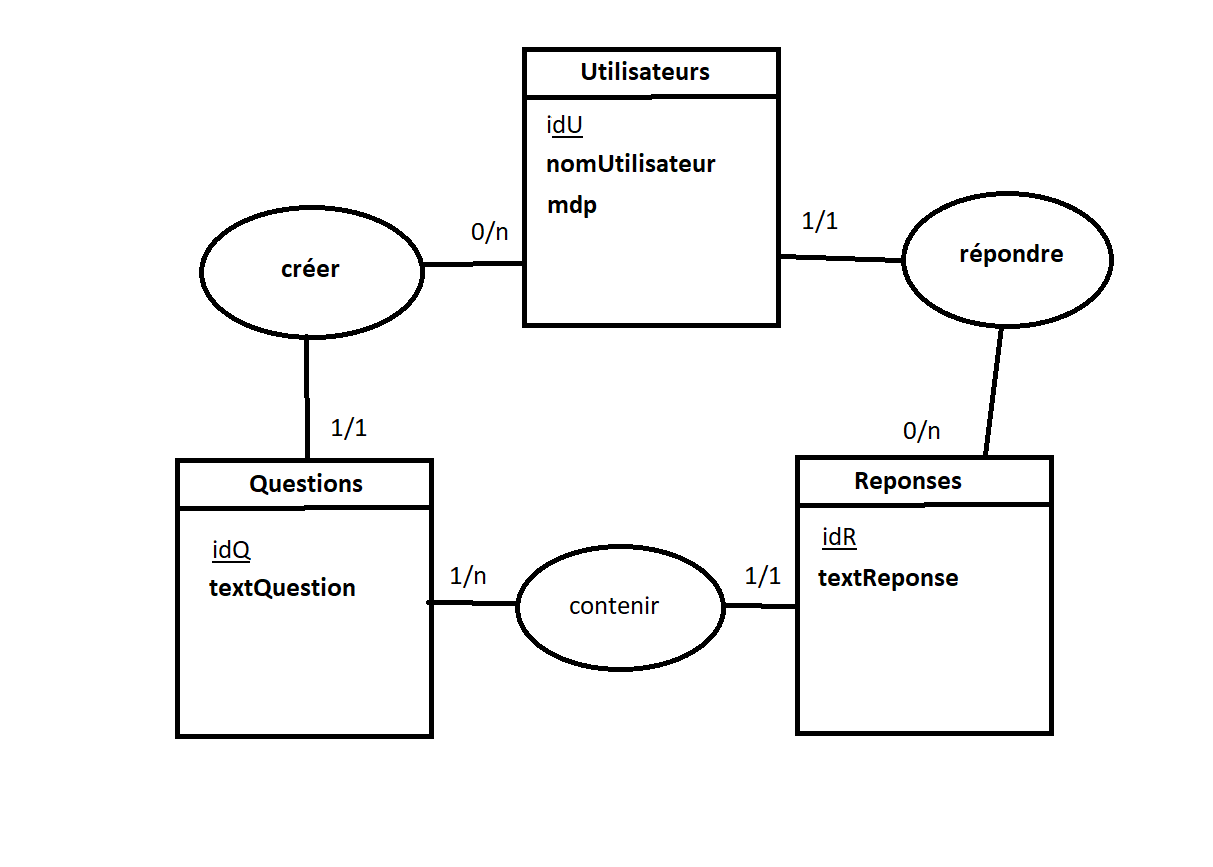 Utilisateurs
idU
nomUtilisateur
mdp
créer
0/n
1/1
répondre
1/1
0/n
Questions
idQ
textQuestion
1/n
contenir
1/1
Reponses
idR
textReponse